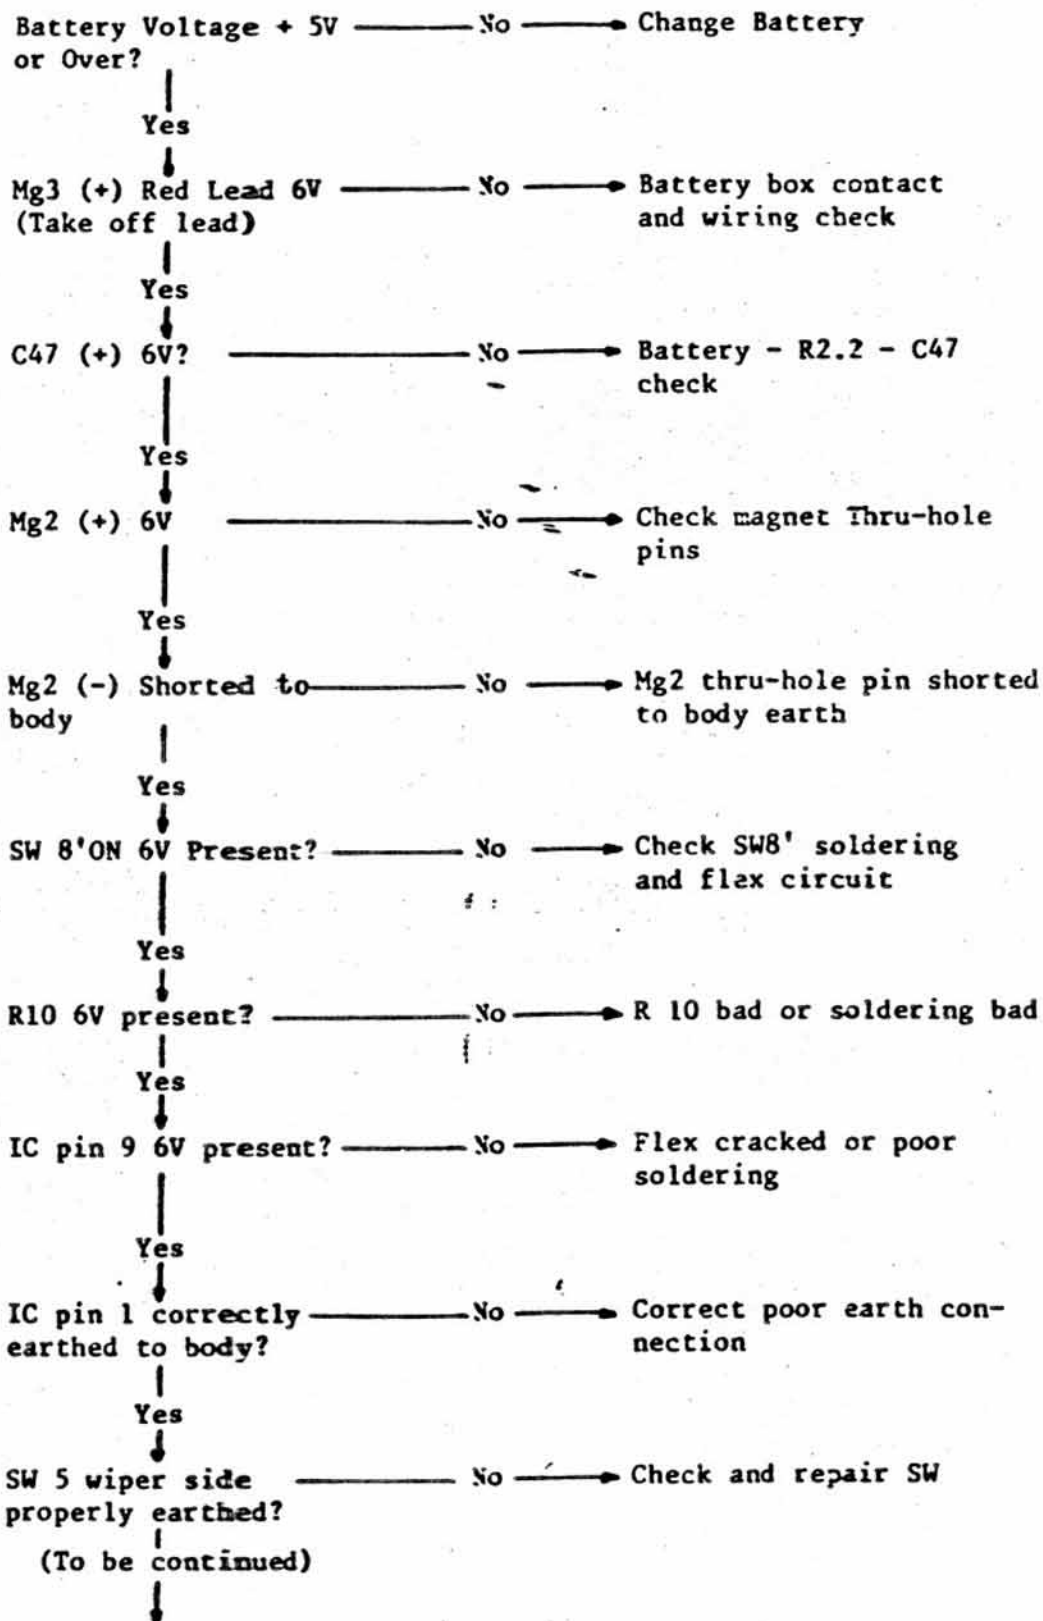 Battery Voltage + 5V No Change Battery
or Over?
Yes
Mg3 (+) Red Lead 6V No Battery box contact
(Take off lead) and wiring check
Yes
C47 (+) 6V? No Battery - R2.2 - C47
check
Yes
Mg2 (+) 6V No Check magnet Thru-hole
pins
Yes
Mg2 (-) Shorted to No Mg2 thru-hole pin shorted
body to body earth
Yes
SW 8'ON 6V Present? No Check SW8' soldering
and flex circuit
Yes
R10 6V present? No R 10 bad or soldering bad
Yes
IC pin 9 6V present? No Flex cracked or poor
soldering
Yes
IC pin 1 correctly No Correct poor earth con-
earthed to body? nection
Yes
SW 5 wiper side No Check and repair SW
properly earthed?
(To be continued)